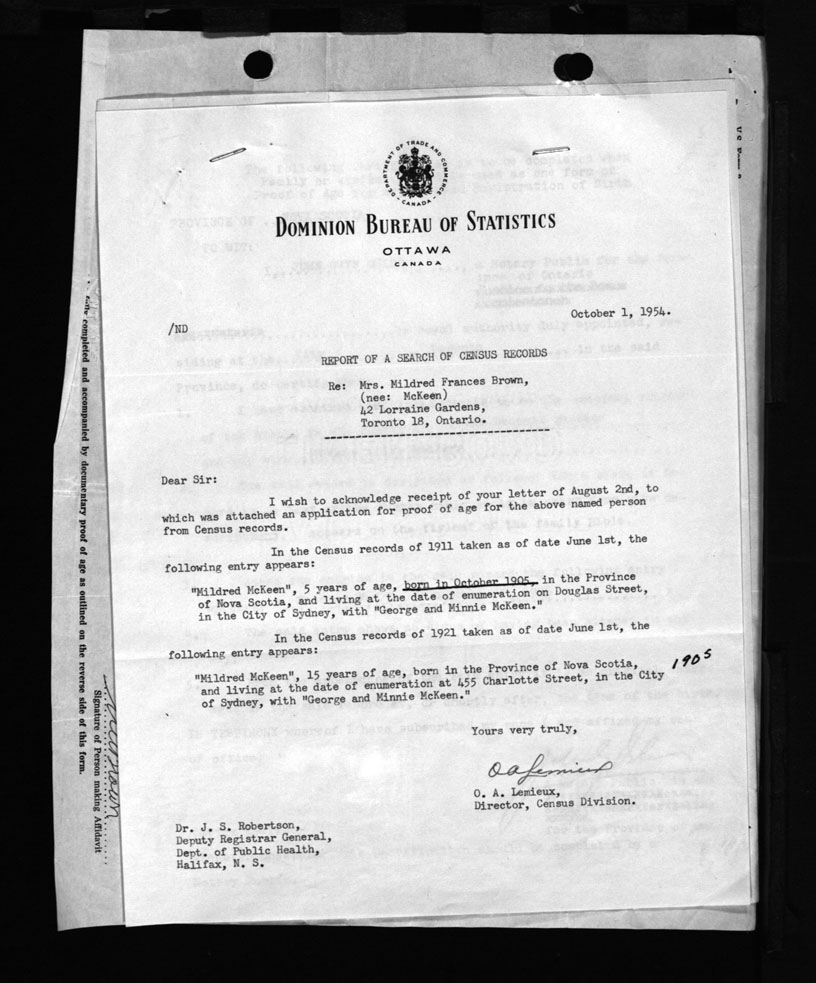 DEPARTMENT OF TRADE AND COMMERCE
CANADA
DOMINION BUREAU OF STATISTICS
OTTAWA
CANADA
October 1, 1954.
/ND
REPORT OF A SEARCH OF CENSUS RECORDS
Re: Mrs. Mildred Frances Brown,
(nee: McKeen)
42 Lorraine Gardens,
Toronto 18, Ontario.
Dear Sir:
I wish to acknowledge receipt of your letter of August 2nd, to
which was attached an application for proof of age for the above named person
from Census records.
In the Census records of 1911 taken as of date June 1st, the
following entry appears:
"Mildred McKeen", 5 years of age, born in October 1905, in the Province
of Nova Scotia, and living at the date of enumeration on Douglas Street,
in the City of Sydney, with "George and Minnie McKeen."
In the Census records of 1921 taken as of date June 1st, the
following entry appears:
"Mildred McKeen", 15 years of age, born in the Province of Nova Scotia,
and living at the date of enumeration at 455 Charlotte Street, in the City
of Sydney, with "George and Minnie McKeen."
1905
Yours very truly,
O A Lemieux
O. A. Lemieux,
Director, Census Division.
Dr. J. S. Robertson,
Deputy Registrar General,
Dept. of Public Health,
Halifax, N. S.
completed and accompanied by documentary proof of age as outlined on the reverse side of this form.
Signature of Person making Affidavit